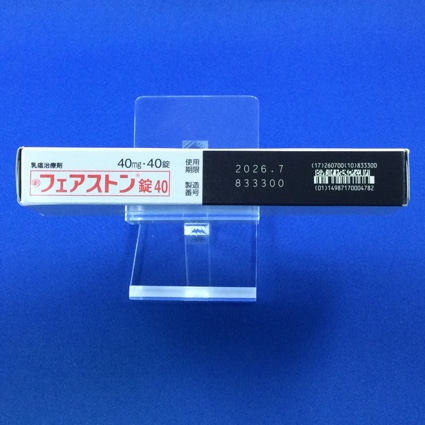 乳癌治療剤
40mg・40錠
劇 フェアストン®錠40
使用期限
2026.7
製造番号
833300
(17)260700(10)833300
(01)14987170004782